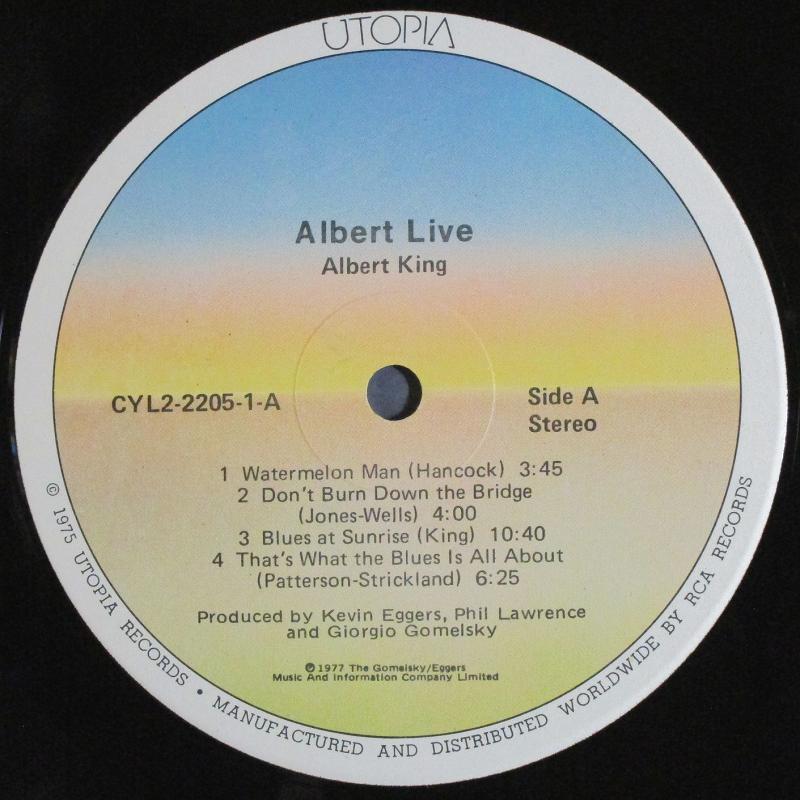 UTOPIA
Albert Live
Albert King
CYL2-2205-1-A
Side A
Stereo
1 Watermelon Man (Hancock) 3:45
2 Don't Burn Down the Bridge
(Jones-Wells) 4:00
3 Blues at Sunrise (King) 10:40
4 That's What the Blues Is All About
(Patterson-Strickland) 6:25
Produced by Kevin Eggers, Phil Lawrence
and Giorgio Gomelsky
℗ 1977 The Gomelsky/Eggers
Music And Information Company Limited
© 1975 UTOPIA RECORDS • MANUFACTURED AND DISTRIBUTED WORLDWIDE BY RCA RECORDS